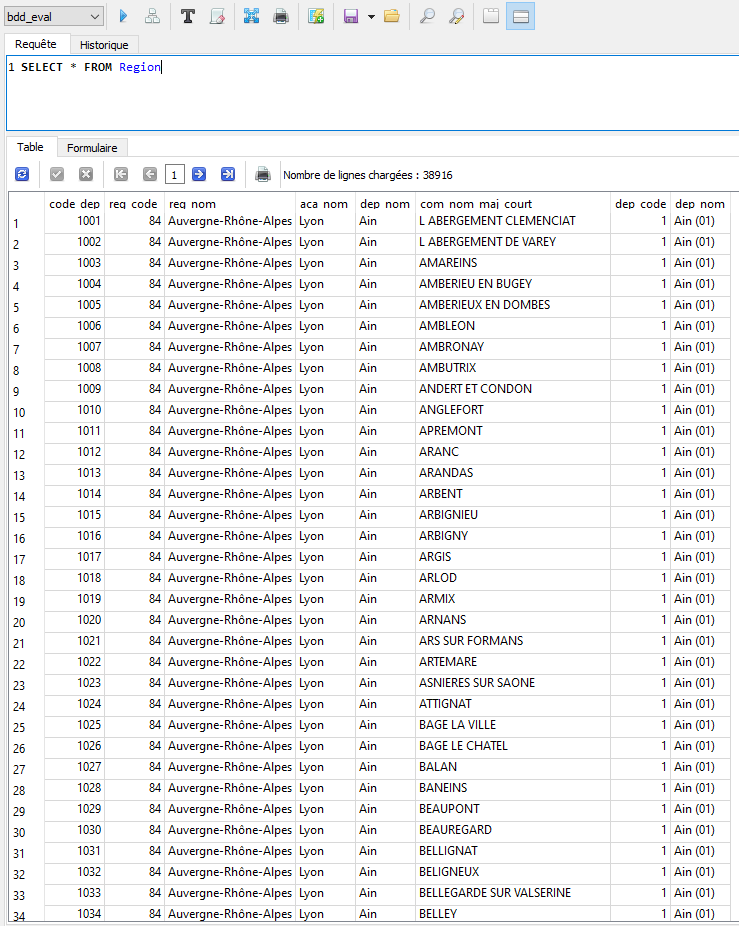 bdd_eval
Requête Historique
1 SELECT * FROM Region
Table Formulaire
1 Nombre de lignes chargées : 38916
code_dep reg_code reg_nom aca_nom dep_nom com_nom_maj_court dep_code dep_nom
1 1001 84 Auvergne-Rhône-Alpes Lyon Ain L ABERGEMENT CLEMENCIAT 1 Ain (01)
2 1002 84 Auvergne-Rhône-Alpes Lyon Ain L ABERGEMENT DE VAREY 1 Ain (01)
3 1003 84 Auvergne-Rhône-Alpes Lyon Ain AMAREINS 1 Ain (01)
4 1004 84 Auvergne-Rhône-Alpes Lyon Ain AMBERIEU EN BUGEY 1 Ain (01)
5 1005 84 Auvergne-Rhône-Alpes Lyon Ain AMBERIEUX EN DOMBES 1 Ain (01)
6 1006 84 Auvergne-Rhône-Alpes Lyon Ain AMBLEON 1 Ain (01)
7 1007 84 Auvergne-Rhône-Alpes Lyon Ain AMBRONAY 1 Ain (01)
8 1008 84 Auvergne-Rhône-Alpes Lyon Ain AMBUTRIX 1 Ain (01)
9 1009 84 Auvergne-Rhône-Alpes Lyon Ain ANDERT ET CONDON 1 Ain (01)
10 1010 84 Auvergne-Rhône-Alpes Lyon Ain ANGLEFORT 1 Ain (01)
11 1011 84 Auvergne-Rhône-Alpes Lyon Ain APREMONT 1 Ain (01)
12 1012 84 Auvergne-Rhône-Alpes Lyon Ain ARANC 1 Ain (01)
13 1013 84 Auvergne-Rhône-Alpes Lyon Ain ARANDAS 1 Ain (01)
14 1014 84 Auvergne-Rhône-Alpes Lyon Ain ARBENT 1 Ain (01)
15 1015 84 Auvergne-Rhône-Alpes Lyon Ain ARBIGNIEU 1 Ain (01)
16 1016 84 Auvergne-Rhône-Alpes Lyon Ain ARBIGNY 1 Ain (01)
17 1017 84 Auvergne-Rhône-Alpes Lyon Ain ARGIS 1 Ain (01)
18 1018 84 Auvergne-Rhône-Alpes Lyon Ain ARLOD 1 Ain (01)
19 1019 84 Auvergne-Rhône-Alpes Lyon Ain ARMIX 1 Ain (01)
20 1020 84 Auvergne-Rhône-Alpes Lyon Ain ARNANS 1 Ain (01)
21 1021 84 Auvergne-Rhône-Alpes Lyon Ain ARS SUR FORMANS 1 Ain (01)
22 1022 84 Auvergne-Rhône-Alpes Lyon Ain ARTEMARE 1 Ain (01)
23 1023 84 Auvergne-Rhône-Alpes Lyon Ain ASNIERES SUR SAONE 1 Ain (01)
24 1024 84 Auvergne-Rhône-Alpes Lyon Ain ATTIGNAT 1 Ain (01)
25 1025 84 Auvergne-Rhône-Alpes Lyon Ain BAGE LA VILLE 1 Ain (01)
26 1026 84 Auvergne-Rhône-Alpes Lyon Ain BAGE LE CHATEL 1 Ain (01)
27 1027 84 Auvergne-Rhône-Alpes Lyon Ain BALAN 1 Ain (01)
28 1028 84 Auvergne-Rhône-Alpes Lyon Ain BANEINS 1 Ain (01)
29 1029 84 Auvergne-Rhône-Alpes Lyon Ain BEAUPONT 1 Ain (01)
30 1030 84 Auvergne-Rhône-Alpes Lyon Ain BEAUREGARD 1 Ain (01)
31 1031 84 Auvergne-Rhône-Alpes Lyon Ain BELLIGNAT 1 Ain (01)
32 1032 84 Auvergne-Rhône-Alpes Lyon Ain BELIGNEUX 1 Ain (01)
33 1033 84 Auvergne-Rhône-Alpes Lyon Ain BELLEGARDE SUR VALSERINE 1 Ain (01)
34 1034 84 Auvergne-Rhône-Alpes Lyon Ain BELLEY 1 Ain (01)